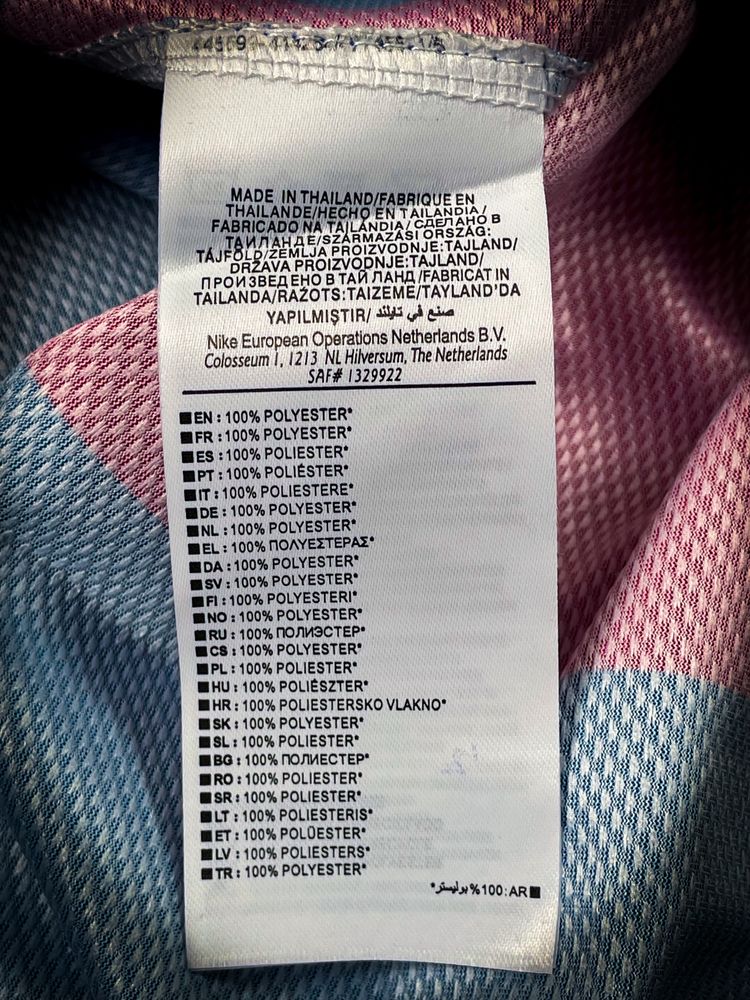 MADE IN THAILAND/FABRIQUE EN
THAILANDE/HECHO EN TAILANDIA/
FABRICADO NA TAILÂNDIA/ СДЕЛАНО В
ТАИЛАНДЕ/SZÁRMAZÁSI ORSZÁG:
TÁJFÖLD/ZEMLJA PROIZVODNJE:TAJLAND/
DRŽAVA PROIZVODNJE:TAJLAND/
ПРОИЗВЕДЕНО В ТАЙ ЛАНД /FABRICAT IN
TAILANDA/RAŽOTS:TAIZEME/TAYLAND'DA
YAPILMIŞTIR/ صنع في تايلند
Nike European Operations Netherlands B.V.
Colosseum 1, 1213 NL Hilversum, The Netherlands
SAF# 1329922
EN : 100% POLYESTER*
FR : 100% POLYESTER*
ES : 100% POLIÉSTER*
PT : 100% POLIÉSTER*
IT : 100% POLIESTERE*
DE : 100% POLYESTER*
NL : 100% POLYESTER*
EL : 100% ΠΟΛΥΕΣΤΕΡΑΣ*
DA : 100% POLYESTER*
SV : 100% POLYESTER*
FI : 100% POLYESTERI*
NO : 100% POLYESTER*
RU : 100% ПОЛИЭСТЕР*
CS : 100% POLYESTER*
PL : 100% POLIESTER*
HU : 100% POLIÉSZTER*
HR : 100% POLIESTERSKO VLAKNO*
SK : 100% POLYESTER*
SL : 100% POLIESTER*
BG : 100% ПОЛИЕСТЕР*
RO : 100% POLIESTER*
SR : 100% POLIESTER*
LT : 100% POLIESTERIS*
ET : 100% POLÜESTER*
LV : 100% POLIESTERS*
TR : 100% POLYESTER*
AR : 100% بوليستر*